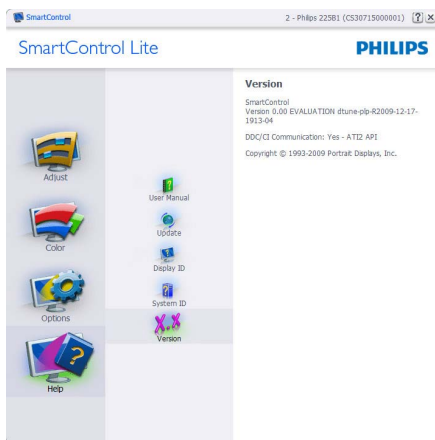 SmartControl
2 - Philips 225B1 (CS30715000001)
SmartControl Lite
PHILIPS
Adjust
Color
Options
Help
User Manual
Update
Display ID
System ID
X.X
Version
Version
SmartControl
Version 0.00 EVALUATION dtune-plp-R2009-12-17-
1913-04
DDC/CI Communication: Yes - ATI2 API
Copyright © 1993-2009 Portrait Displays, Inc.